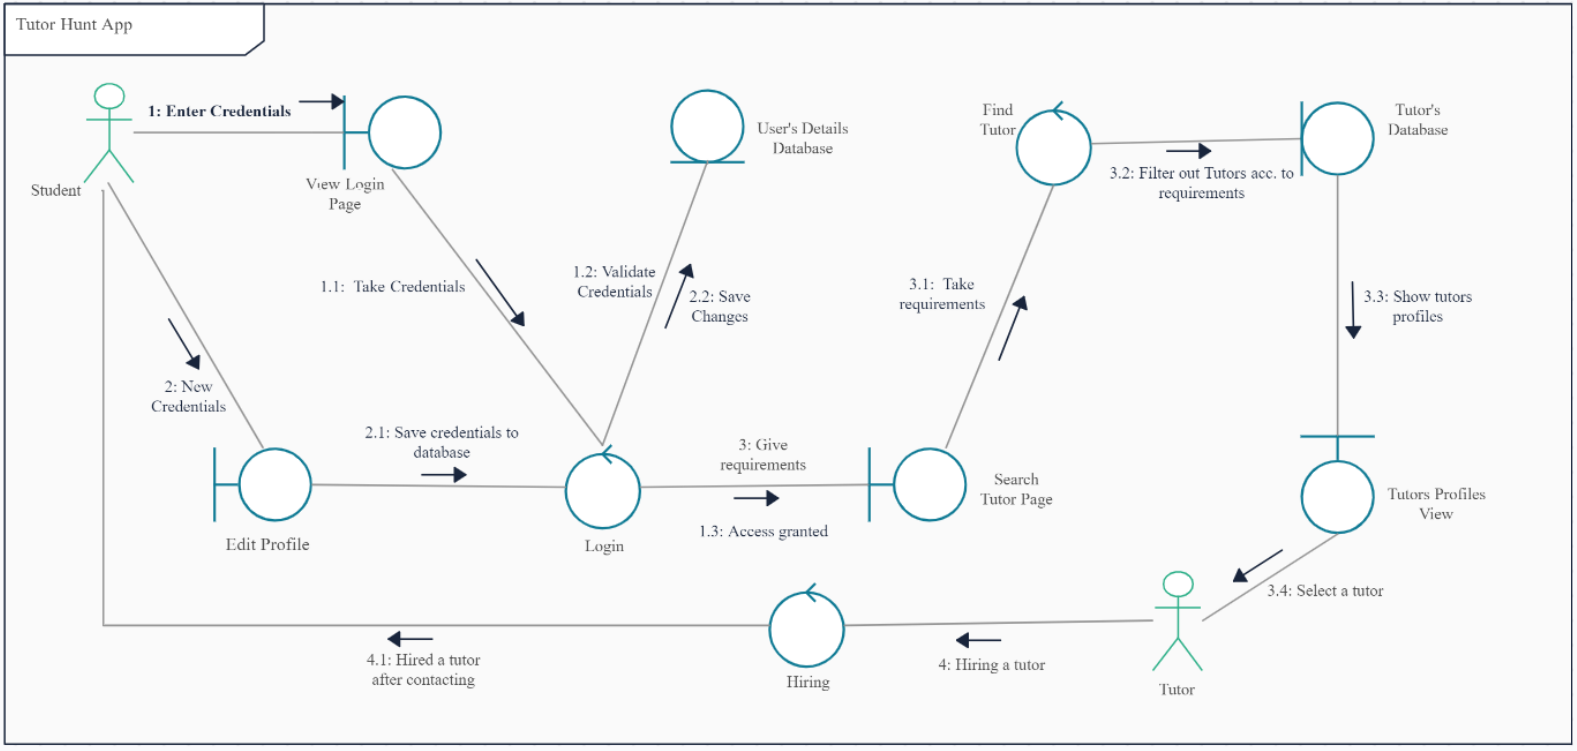 Tutor Hunt App
1: Enter Credentials
Student
View Login
Page
User's Details
Database
Find
Tutor
Tutor's
Database
3.2: Filter out Tutors acc. to
requirements
1.1: Take Credentials
1.2: Validate
Credentials
2.2: Save
Changes
3.1: Take
requirements
3.3: Show tutors
profiles
2: New
Credentials
2.1: Save credentials to
database
3: Give
requirements
1.3: Access granted
Search
Tutor Page
Tutors Profiles
View
Edit Profile
Login
3.4: Select a tutor
4.1: Hired a tutor
after contacting
Hiring
4: Hiring a tutor
Tutor